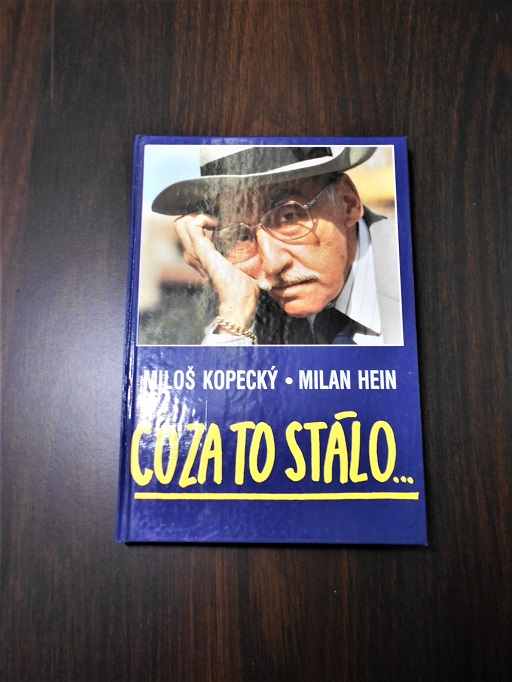 MILOŠ KOPECKÝ • MILAN HEIN
CO ZA TO STÁLO...